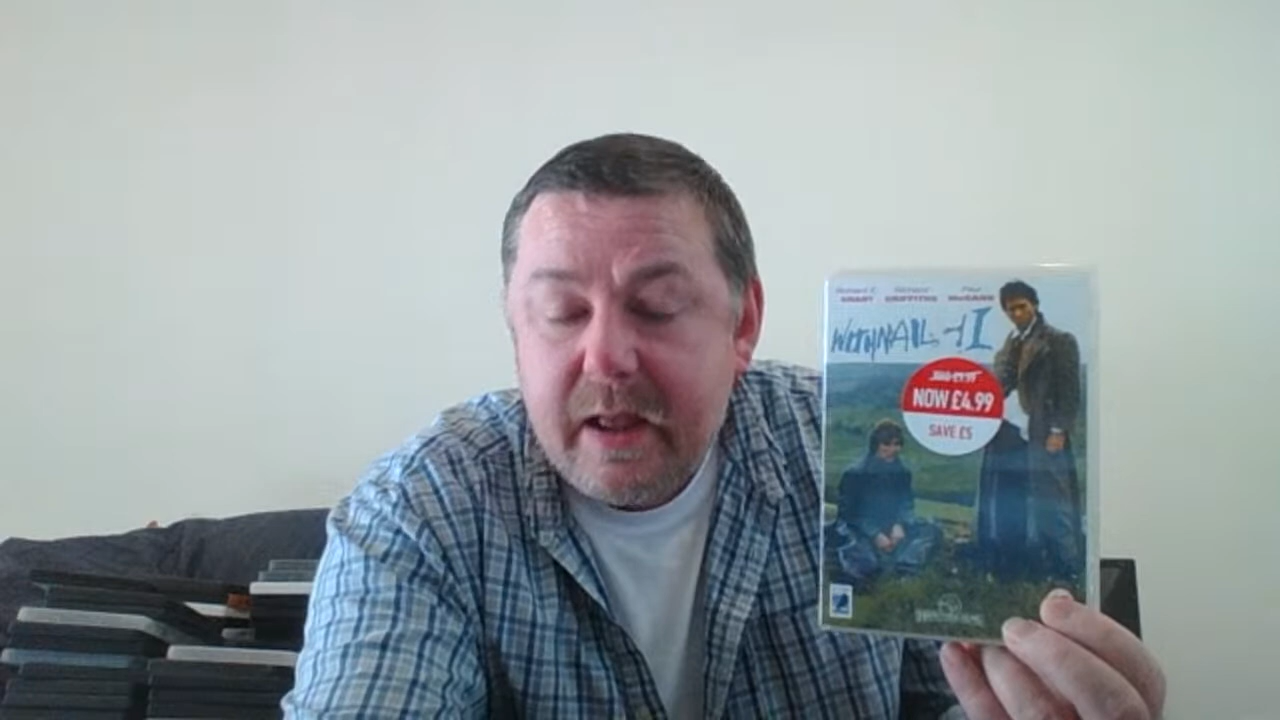 Richard E. Richard Paul
GRANT GRIFFITHS McGANN
WITHNAIL & I
NOW £4.99
SAVE £5